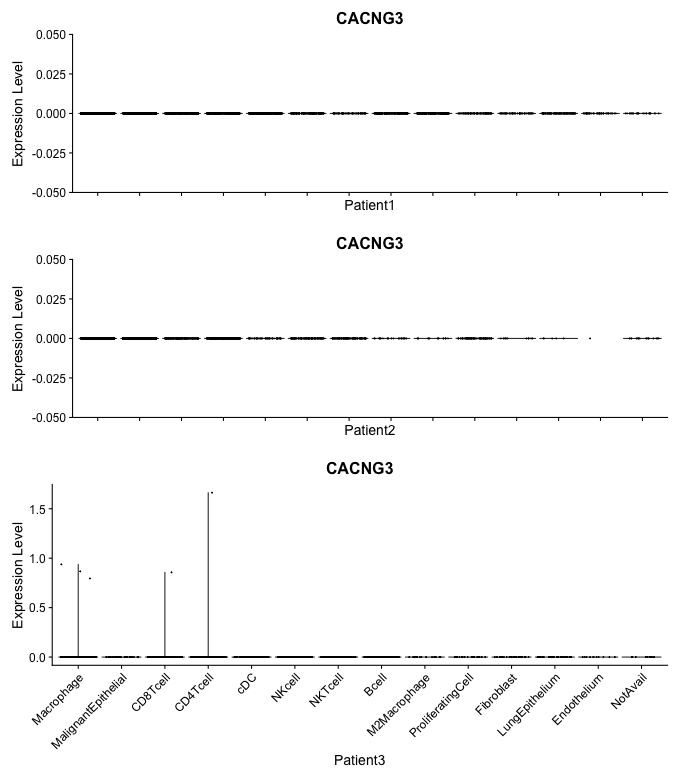 CACNG3
Expression Level
0.050
0.025
0.000
-0.025
-0.050
Patient1
CACNG3
Expression Level
0.050
0.025
0.000
-0.025
-0.050
Patient2
CACNG3
Expression Level
1.5
1.0
0.5
0.0
Macrophage
MalignantEpithelial
CD8Tcell
CD4Tcell
cDC
NKcell
NKTcell
Bcell
M2Macrophage
ProliferatingCell
Fibroblast
LungEpithelium
Endothelium
NotAvail
Patient3